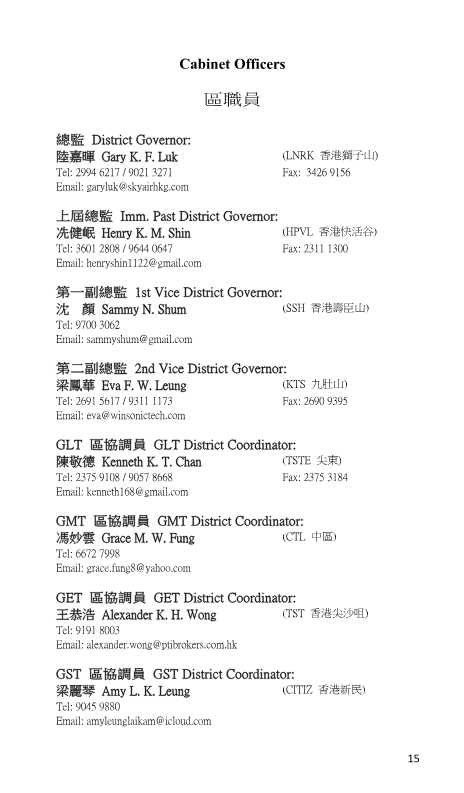 Cabinet Officers
區職員
總監 District Governor:
陸嘉暉 Gary K. F. Luk (LNRK 香港獅子山)
Tel: 2994 6217 / 9021 3271 Fax: 3426 9156
Email: garyluk@skyairhkg.com
上屆總監 Imm. Past District Governor:
冼健岷 Henry K. M. Shin (HPVL 香港快活谷)
Tel: 3601 2808 / 9644 0647 Fax: 2311 1300
Email: henryshin1122@gmail.com
第一副總監 1st Vice District Governor:
沈 顏 Sammy N. Shum (SSH 香港壽臣山)
Tel: 9700 3062
Email: sammyshum@gmail.com
第二副總監 2nd Vice District Governor:
梁鳳華 Eva F. W. Leung (KTS 九肚山)
Tel: 2691 5617 / 9311 1173 Fax: 2690 9395
Email: eva@winsonictech.com
GLT 區協調員 GLT District Coordinator:
陳敬德 Kenneth K. T. Chan (TSTE 尖東)
Tel: 2375 9108 / 9057 8668 Fax: 2375 3184
Email: kenneth168@gmail.com
GMT 區協調員 GMT District Coordinator:
馮妙雲 Grace M. W. Fung (CTL 中區)
Tel: 6672 7998
Email: grace.fung8@yahoo.com
GET 區協調員 GET District Coordinator:
王恭浩 Alexander K. H. Wong (TST 香港尖沙咀)
Tel: 9191 8003
Email: alexander.wong@ptibrokers.com.hk
GST 區協調員 GST District Coordinator:
梁麗琴 Amy L. K. Leung (CITIZ 香港新民)
Tel: 9045 9880
Email: amyleunglaikam@icloud.com
15